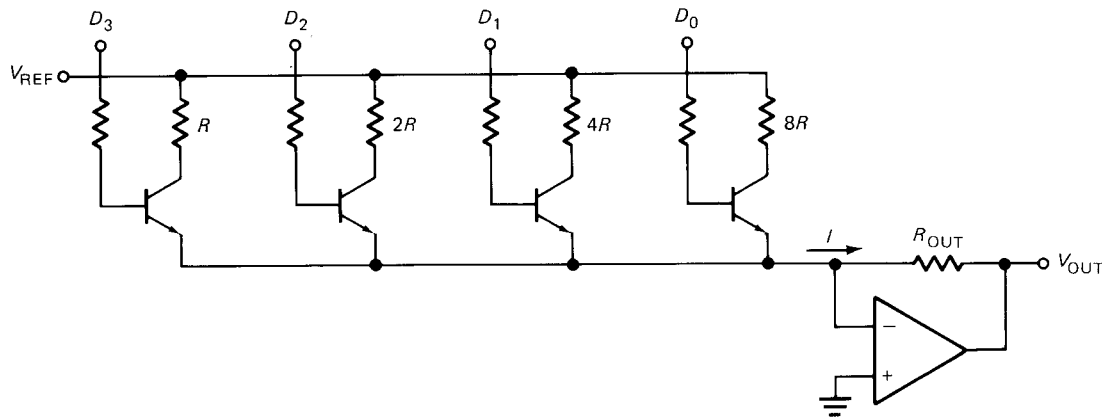 D3 D2 D1 D0
VREF
R 2R 4R 8R
I ROUT
VOUT
−
+